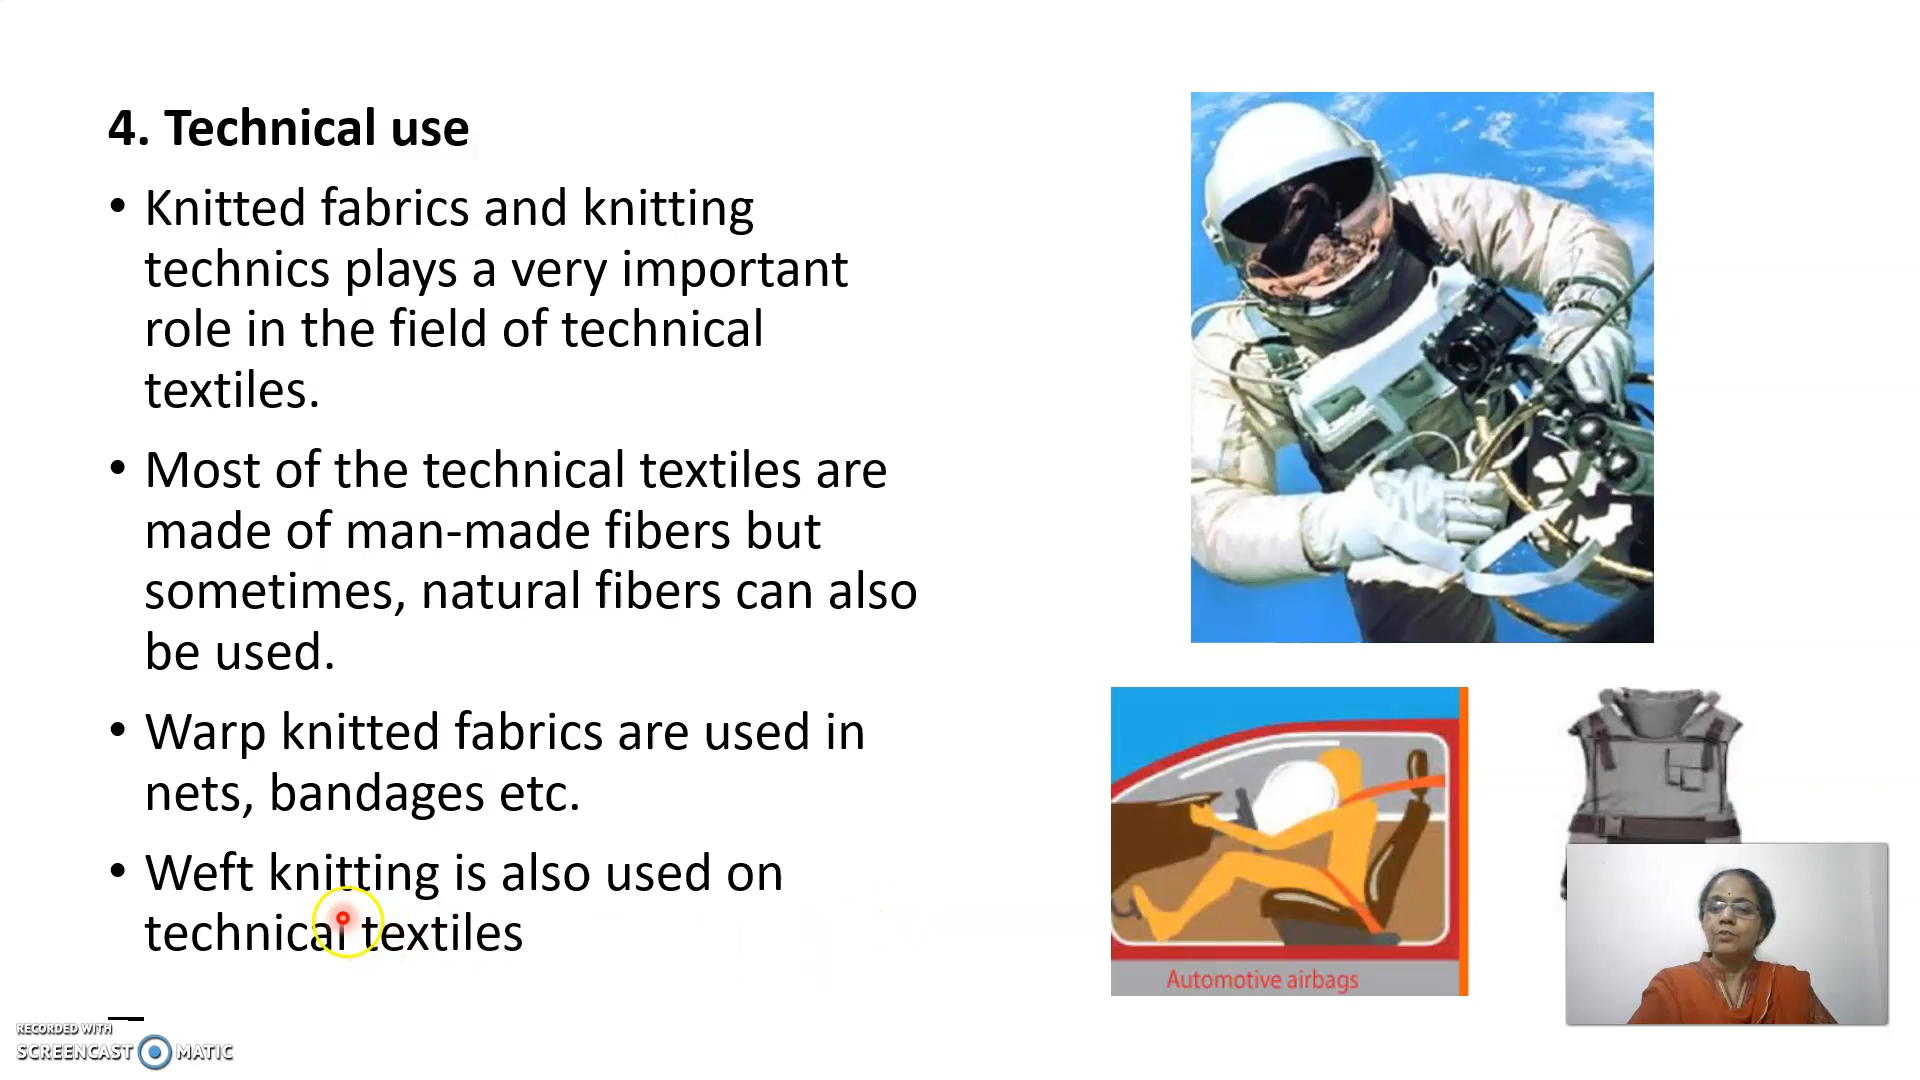 4. Technical use
• Knitted fabrics and knitting
technics plays a very important
role in the field of technical
textiles.
• Most of the technical textiles are
made of man-made fibers but
sometimes, natural fibers can also
be used.
• Warp knitted fabrics are used in
nets, bandages etc.
• Weft knitting is also used on
technical textiles
Automotive airbags
RECORDED WITH
SCREENCAST MATIC